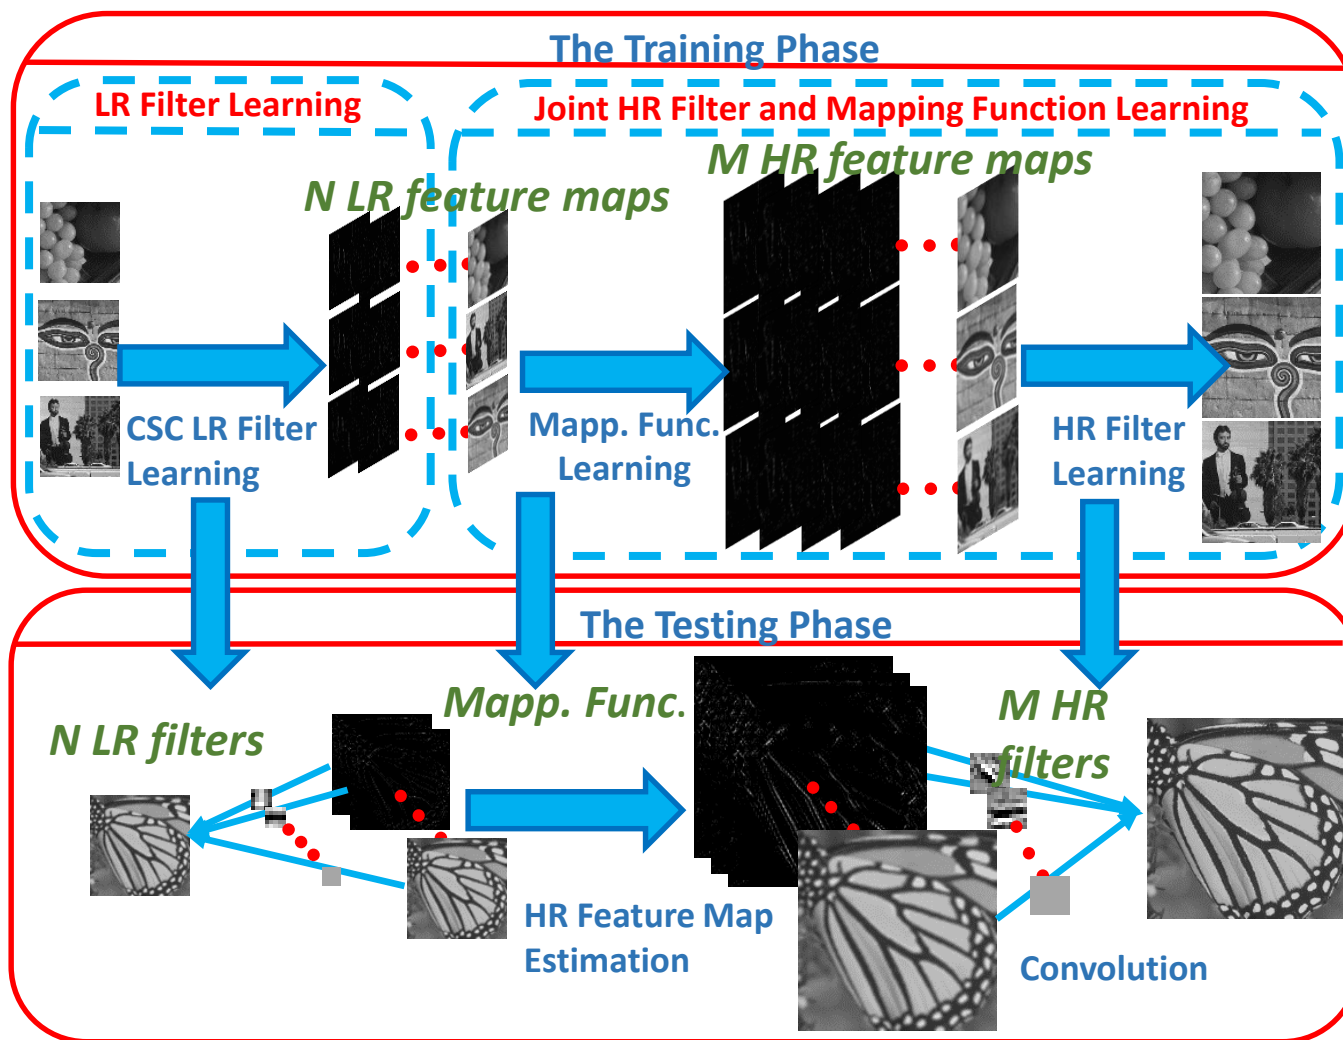 The Training Phase
LR Filter Learning
Joint HR Filter and Mapping Function Learning
M HR feature maps
N LR feature maps
CSC LR Filter
Learning
Mapp. Func.
Learning
HR Filter
Learning
The Testing Phase
N LR filters
Mapp. Func.
M HR
filters
HR Feature Map
Estimation
Convolution